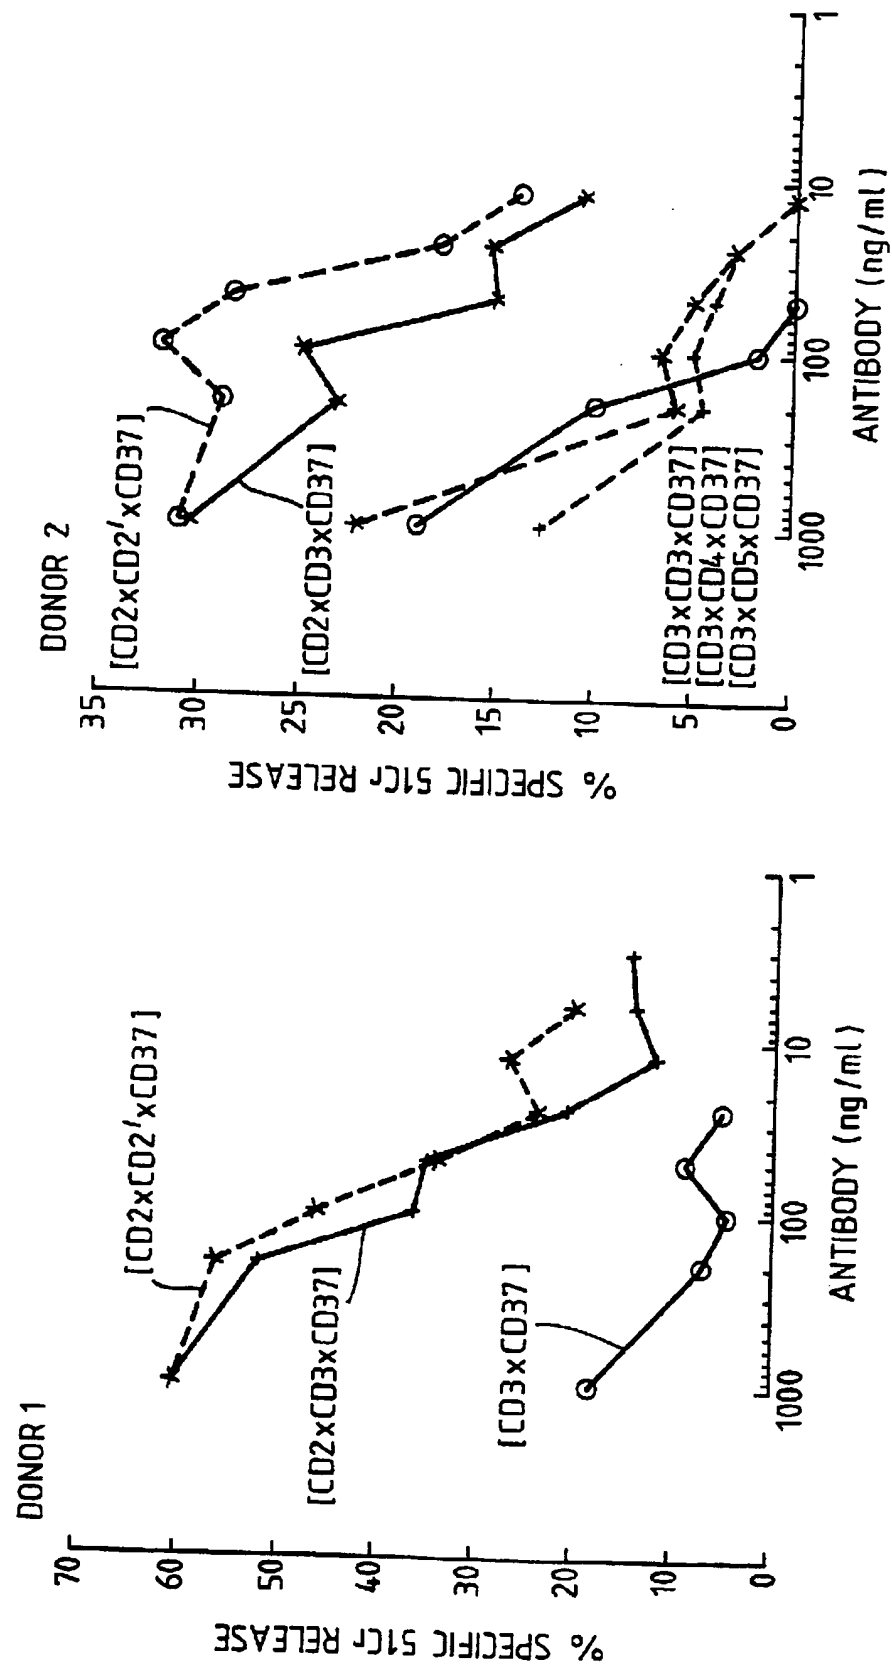 DONOR 1
% SPECIFIC 51Cr RELEASE
70
60
50
40
30
20
10
0
[CD2xCD2'xCD37]
[CD2xCD3xCD37]
[CD3xCD37]
1000
100
10
1
ANTIBODY (ng/ml)
DONOR 2
% SPECIFIC 51Cr RELEASE
35
30
25
20
15
10
5
0
[CD2xCD2'xCD37]
[CD2xCD3xCD37]
[CD3xCD3xCD37]
[CD3xCD4xCD37]
[CD3xCD5xCD37]
1000
100
10
1
ANTIBODY (ng/ml)